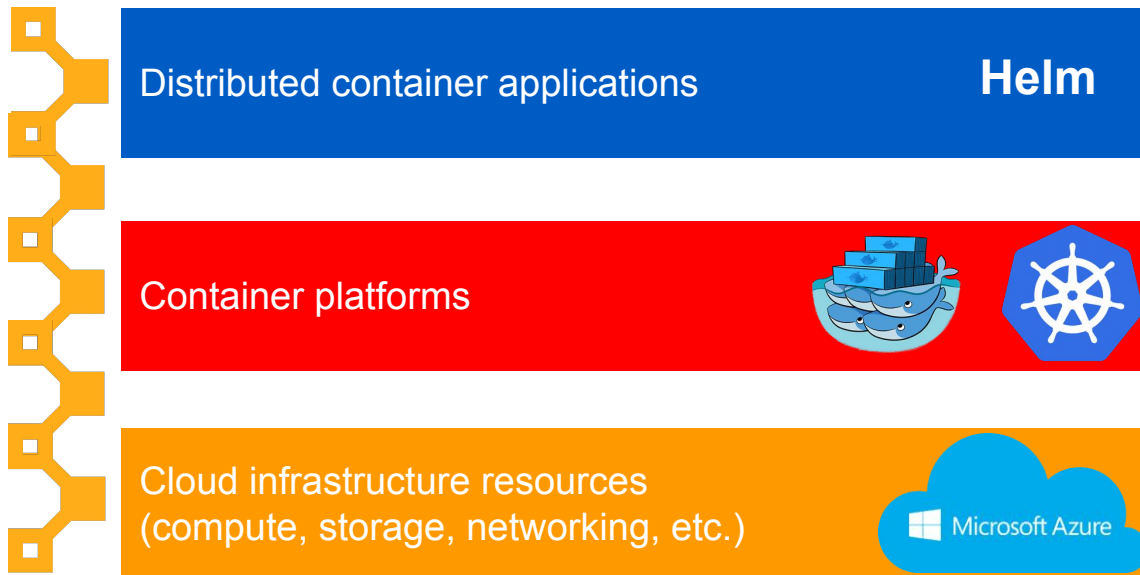 Distributed container applications
Helm
Container platforms
Cloud infrastructure resources
(compute, storage, networking, etc.)
Microsoft Azure